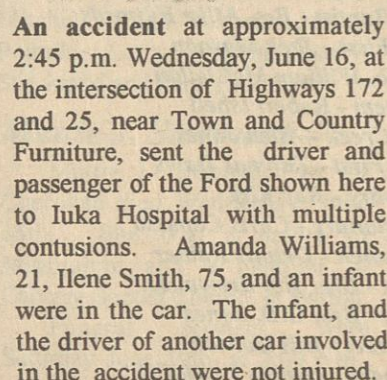 An accident at approximately
2:45 p.m. Wednesday, June 16, at
the intersection of Highways 172
and 25, near Town and Country
Furniture, sent the driver and
passenger of the Ford shown here
to Iuka Hospital with multiple
contusions. Amanda Williams,
21, Ilene Smith, 75, and an infant
were in the car. The infant, and
the driver of another car involved
in the accident were not injured.